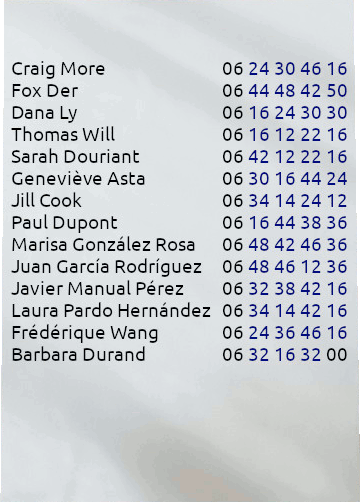 Craig More 06 24 30 46 16
Fox Der 06 44 48 42 50
Dana Ly 06 16 24 30 30
Thomas Will 06 16 12 22 16
Sarah Douriant 06 42 12 22 16
Geneviève Asta 06 30 16 44 24
Jill Cook 06 34 14 24 12
Paul Dupont 06 16 44 38 36
Marisa González Rosa 06 48 42 46 36
Juan García Rodríguez 06 48 46 12 36
Javier Manual Pérez 06 32 38 42 16
Laura Pardo Hernández 06 34 14 42 16
Frédérique Wang 06 24 36 46 16
Barbara Durand 06 32 16 32 00